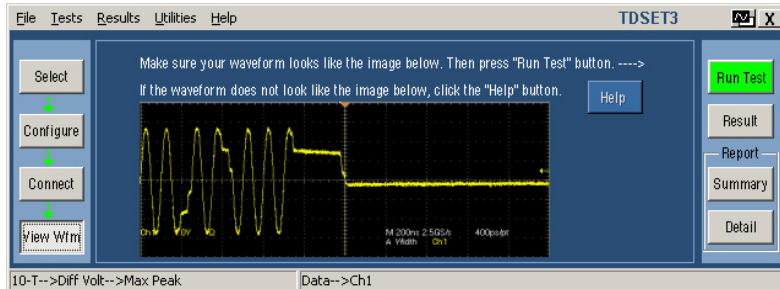 File Tests Results Utilities Help TDSET3 X
Make sure your waveform looks like the image below. Then press "Run Test" button. ---->
If the waveform does not look like the image below, click the "Help" button.
Help
Select
Configure
Connect
View Wfm
Run Test
Result
Report
Summary
Detail
Ch1 0V Ω
M 200ns 2.5GS/s 400ps/pt
A Width Ch1
10-T-->Diff Volt-->Max Peak Data-->Ch1